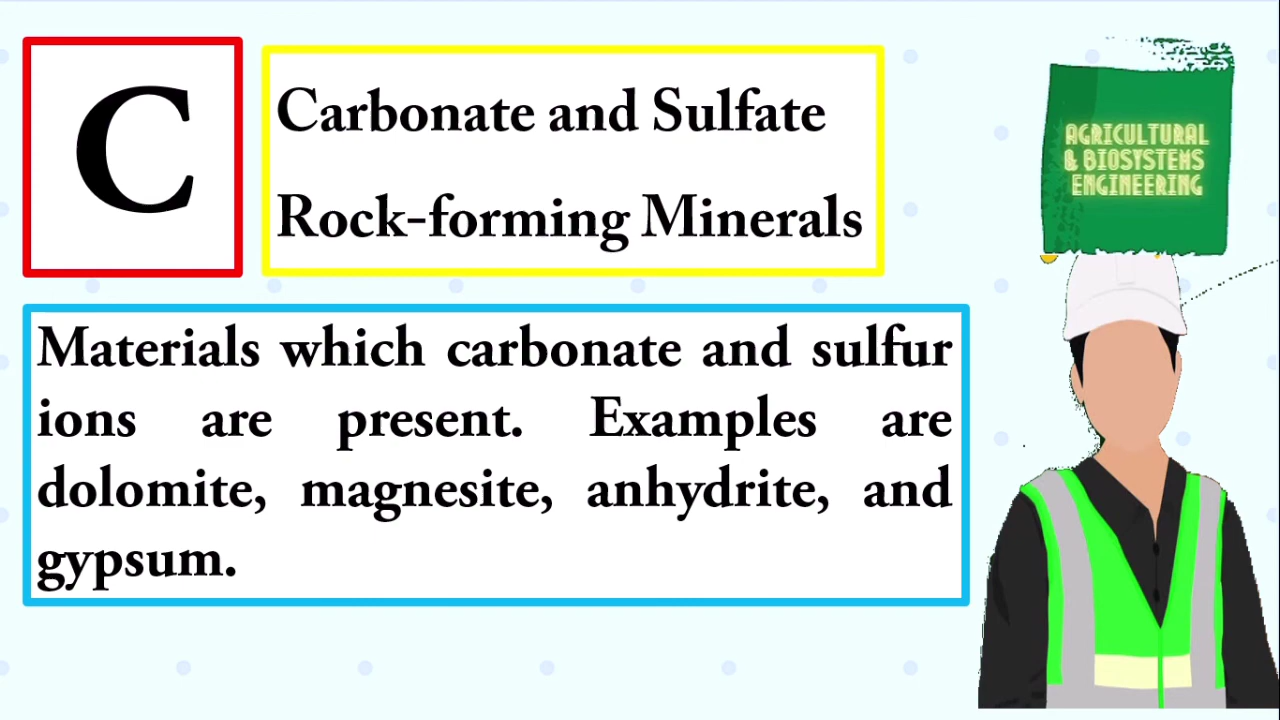 C
Carbonate and Sulfate
Rock-forming Minerals
AGRICULTURAL
& BIOSYSTEMS
ENGINEERING
Materials which carbonate and sulfur
ions are present. Examples are
dolomite, magnesite, anhydrite, and
gypsum.